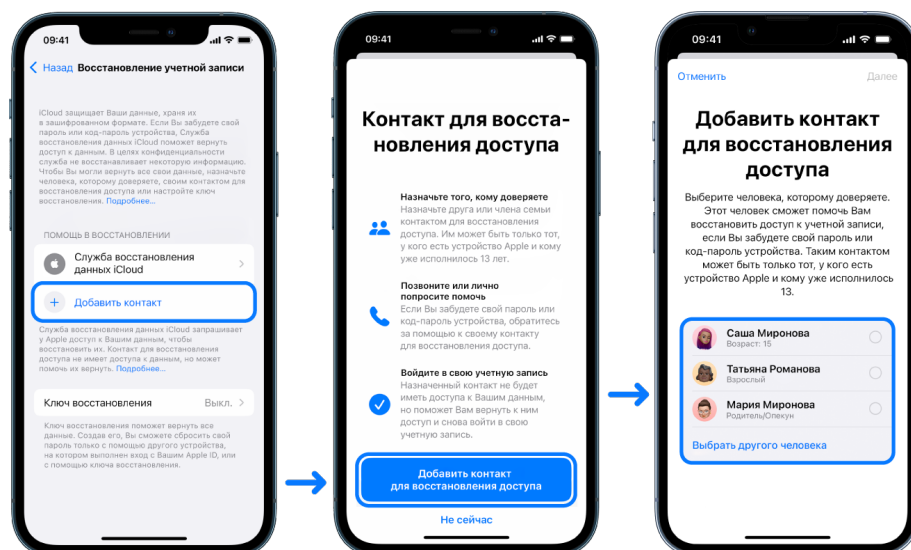 09:41
Назад Восстановление учетной записи
iCloud защищает Ваши данные, храня их
в зашифрованном формате. Если Вы забудете свой
пароль или код-пароль устройства, Служба
восстановления данных iCloud поможет вернуть
доступ к данным. В целях конфиденциальности
служба не восстанавливает некоторую информацию.
Чтобы Вы могли вернуть все свои данные, назначьте
человека, которому доверяете, своим контактом для
восстановления доступа или настройте ключ
восстановления. Подробнее...
ПОМОЩЬ В ВОССТАНОВЛЕНИИ
Служба восстановления
данных iCloud
Добавить контакт
Служба восстановления данных iCloud запрашивает
у Apple доступ к Вашим данным, чтобы
восстановить их. Контакт для восстановления
доступа не имеет доступа к данным, но может
помочь их вернуть. Подробнее...
Ключ восстановления Выкл.
Ключ восстановления поможет вернуть все
данные. Создав его, Вы сможете сбросить свой
пароль только с помощью другого устройства,
на котором выполнен вход с Вашим Apple ID, или
с помощью ключа восстановления.
09:41
Контакт для восста-
новления доступа
Назначьте того, кому доверяете
Назначьте друга или члена семьи
контактом для восстановления
доступа. Им может быть только тот,
у кого есть устройство Apple и кому
уже исполнилось 13 лет.
Позвоните или лично
попросите помочь
Если Вы забудете свой пароль или
код-пароль устройства, обратитесь
за помощью к своему контакту
для восстановления доступа.
Войдите в свою учетную запись
Назначенный контакт не будет
иметь доступа к Вашим данным,
но поможет Вам вернуть к ним
доступ и снова войти в свою
учетную запись.
Добавить контакт
для восстановления доступа
Не сейчас
09:41
Отменить Далее
Добавить контакт
для восстановления
доступа
Выберите человека, которому доверяете.
Этот человек сможет помочь Вам
восстановить доступ к учетной записи,
если Вы забудете свой пароль или
код-пароль устройства. Таким контактом
может быть только тот, у кого есть
устройство Apple и кому уже исполнилось
13.
Саша Миронова
Возраст: 15
Татьяна Романова
Взрослый
Мария Миронова
Родитель/Опекун
Выбрать другого человека